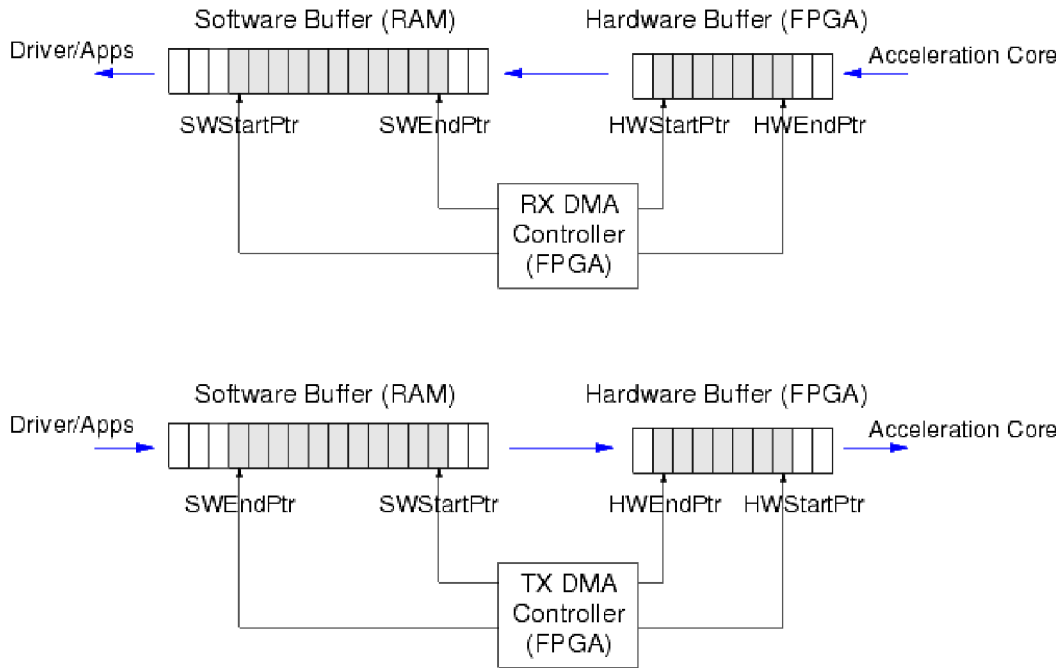 Software Buffer (RAM)
Hardware Buffer (FPGA)
Driver/Apps
Acceleration Core
SWStartPtr
SWEndPtr
HWStartPtr
HWEndPtr
RX DMA
Controller
(FPGA)
Software Buffer (RAM)
Hardware Buffer (FPGA)
Driver/Apps
Acceleration Core
SWEndPtr
SWStartPtr
HWEndPtr
HWStartPtr
TX DMA
Controller
(FPGA)